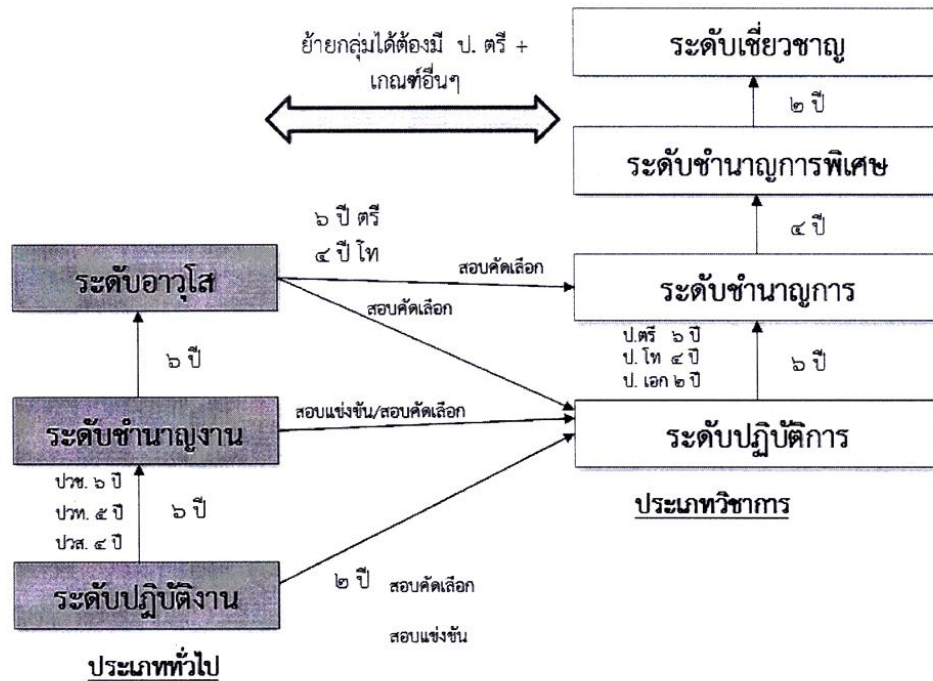 ย้ายกลุ่มได้ต้องมี ป. ตรี +
เกณฑ์อื่นๆ
ระดับเชี่ยวชาญ
๒ ปี
ระดับชำนาญการพิเศษ
๔ ปี
๖ ปี ตรี
๔ ปี โท
ระดับอาวุโส
สอบคัดเลือก
สอบคัดเลือก
ระดับชำนาญการ
๖ ปี
ป.ตรี ๖ ปี
ป. โท ๔ ปี
ป. เอก ๒ ปี
๖ ปี
ระดับชำนาญงาน
สอบแข่งขัน/สอบคัดเลือก
ระดับปฏิบัติการ
ประเภทวิชาการ
ปวช. ๖ ปี
ปวท. ๕ ปี
ปวส. ๔ ปี
๖ ปี
ระดับปฏิบัติงาน
๒ ปี สอบคัดเลือก
สอบแข่งขัน
ประเภททั่วไป